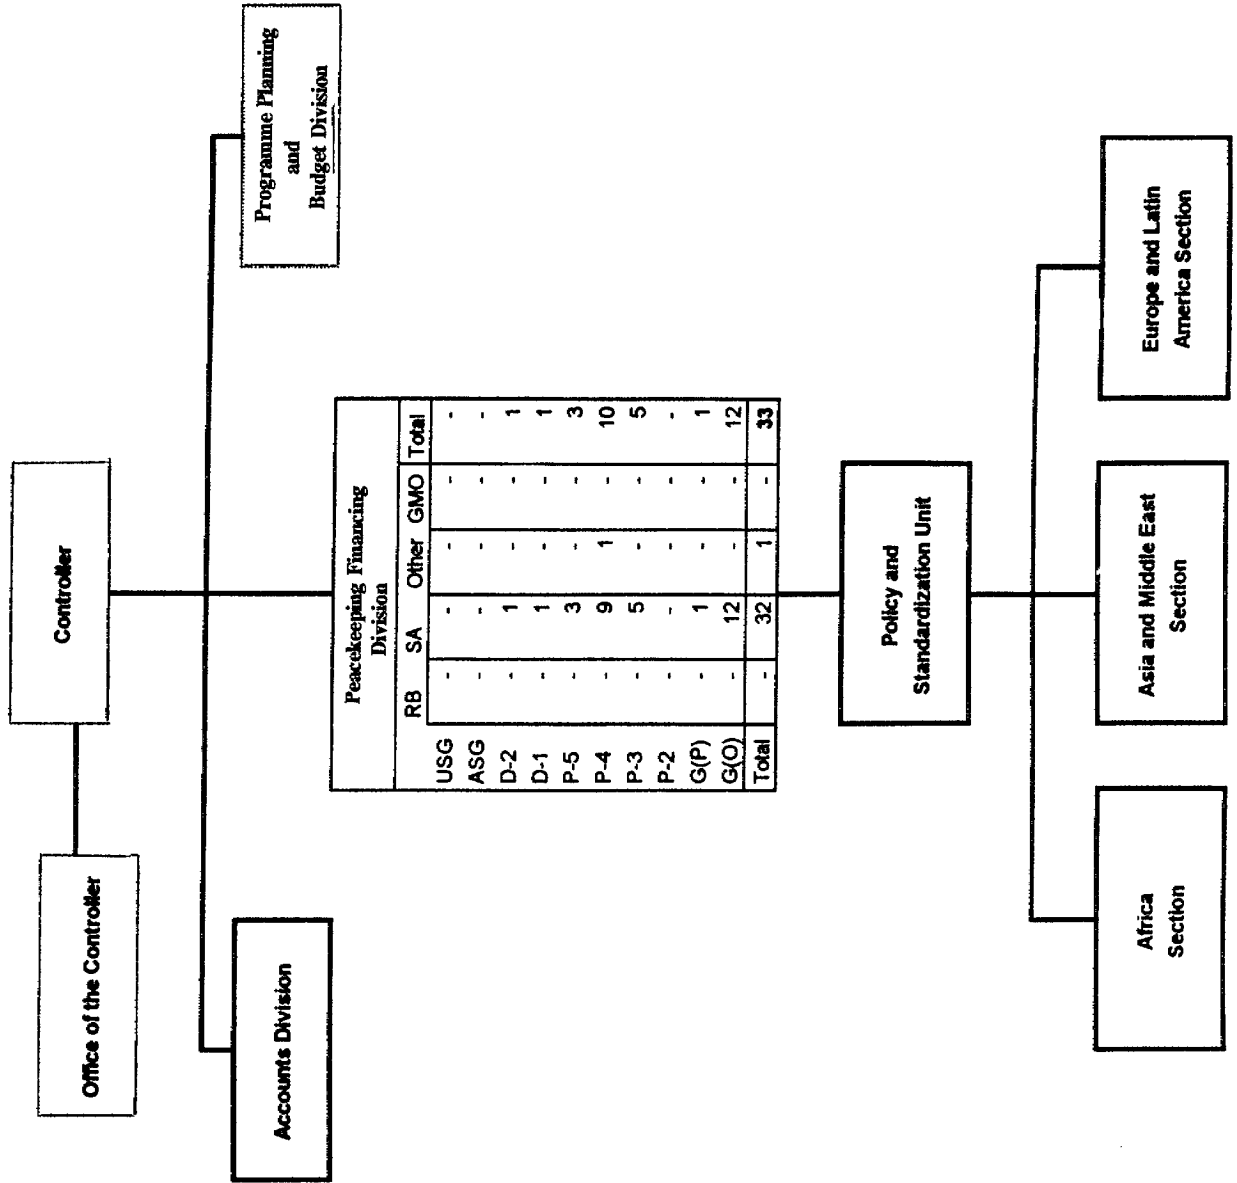 Controller
Office of the Controller
Accounts Division
Programme Planning
and
Budget Division
Peacekeeping Financing
Division
RB SA Other GMO Total
USG - - - - -
ASG - - - - -
D-2 - 1 - - 1
D-1 - 1 - - 1
P-5 - 3 - - 3
P-4 - 9 1 - 10
P-3 - 5 - - 5
P-2 - - - - -
G(P) - 1 - - 1
G(O) - 12 - - 12
Total - 32 1 - 33
Policy and
Standardization Unit
Africa
Section
Asia and Middle East
Section
Europe and Latin
America Section